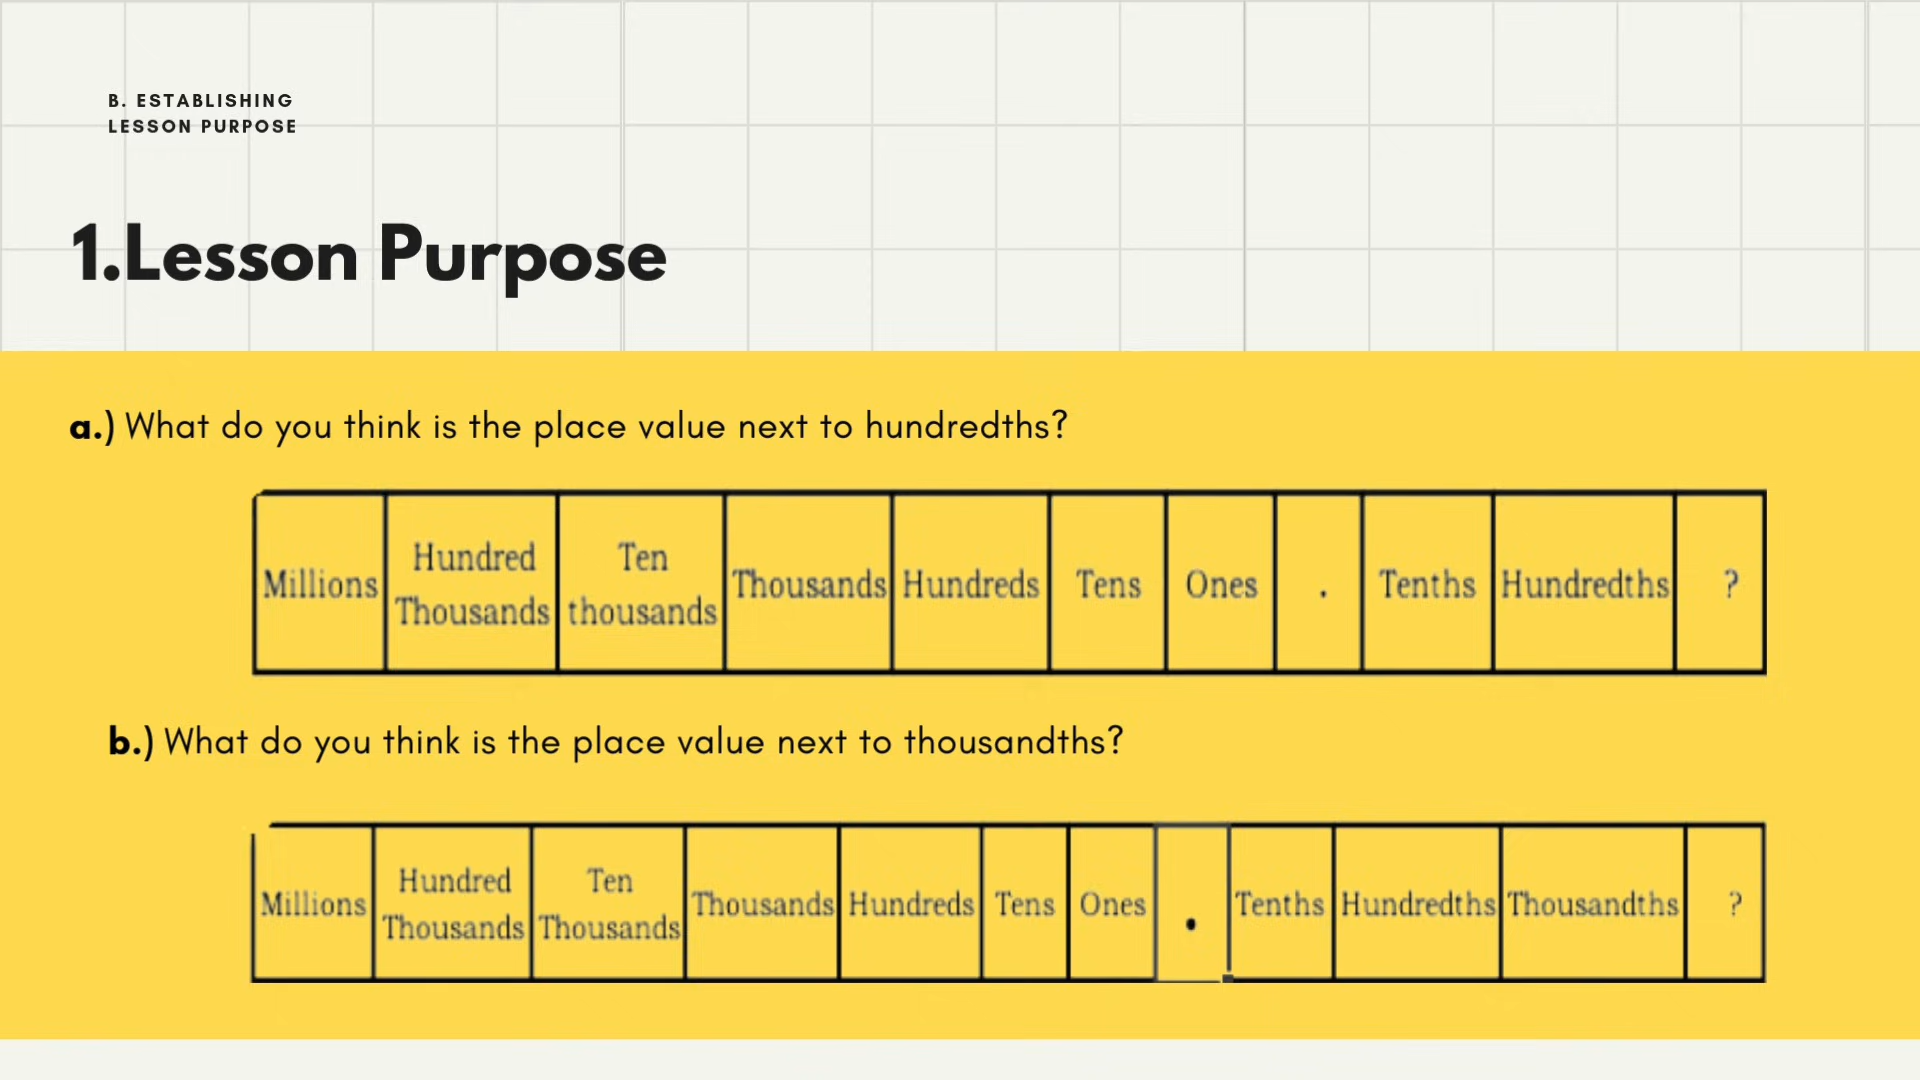 B. ESTABLISHING
LESSON PURPOSE
1.Lesson Purpose
a.) What do you think is the place value next to hundredths?
Millions Hundred Thousands Ten thousands Thousands Hundreds Tens Ones . Tenths Hundredths ?
b.) What do you think is the place value next to thousandths?
Millions Hundred Thousands Ten Thousands Thousands Hundreds Tens Ones . Tenths Hundredths Thousandths ?